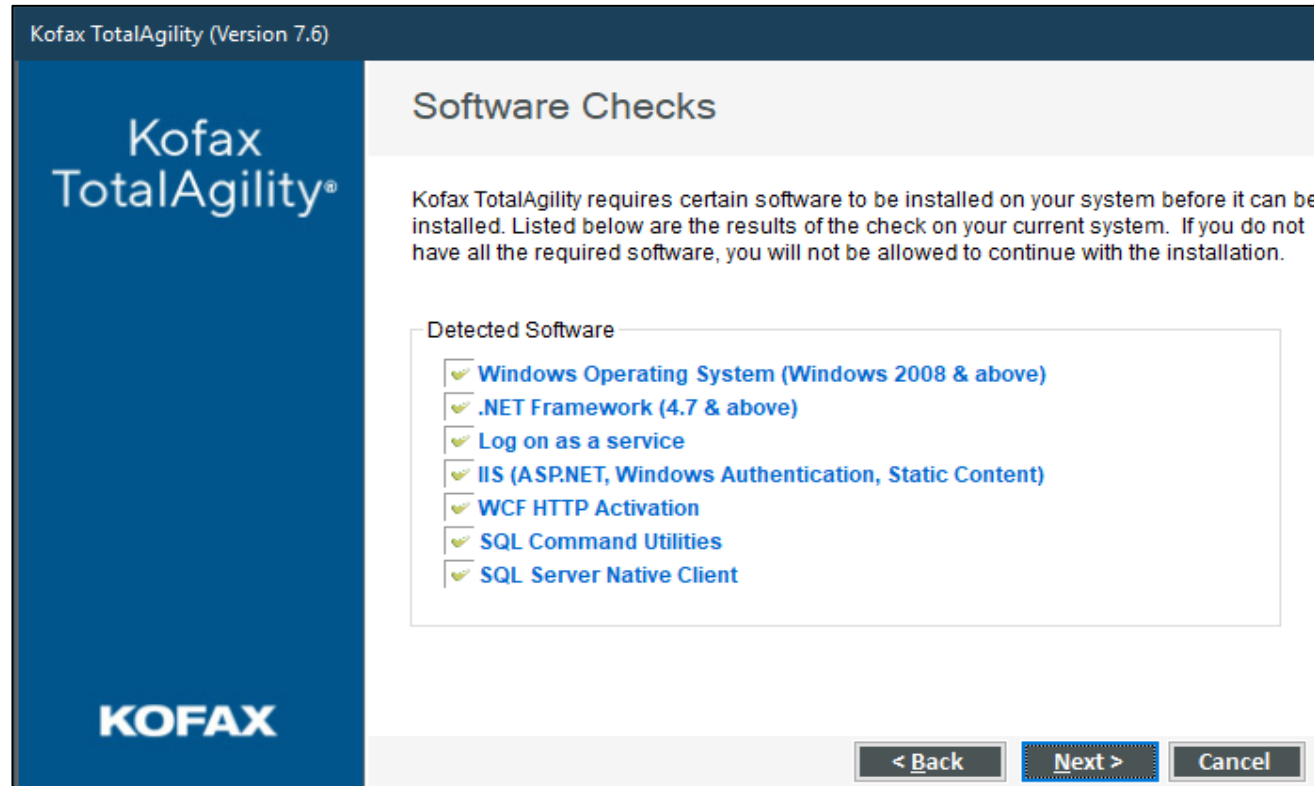 Kofax TotalAgility (Version 7.6)
Kofax
TotalAgility®
Software Checks
Kofax TotalAgility requires certain software to be installed on your system before it can be
installed. Listed below are the results of the check on your current system. If you do not
have all the required software, you will not be allowed to continue with the installation.
Detected Software
Windows Operating System (Windows 2008 & above)
.NET Framework (4.7 & above)
Log on as a service
IIS (ASP.NET, Windows Authentication, Static Content)
WCF HTTP Activation
SQL Command Utilities
SQL Server Native Client
KOFAX
< Back Next > Cancel